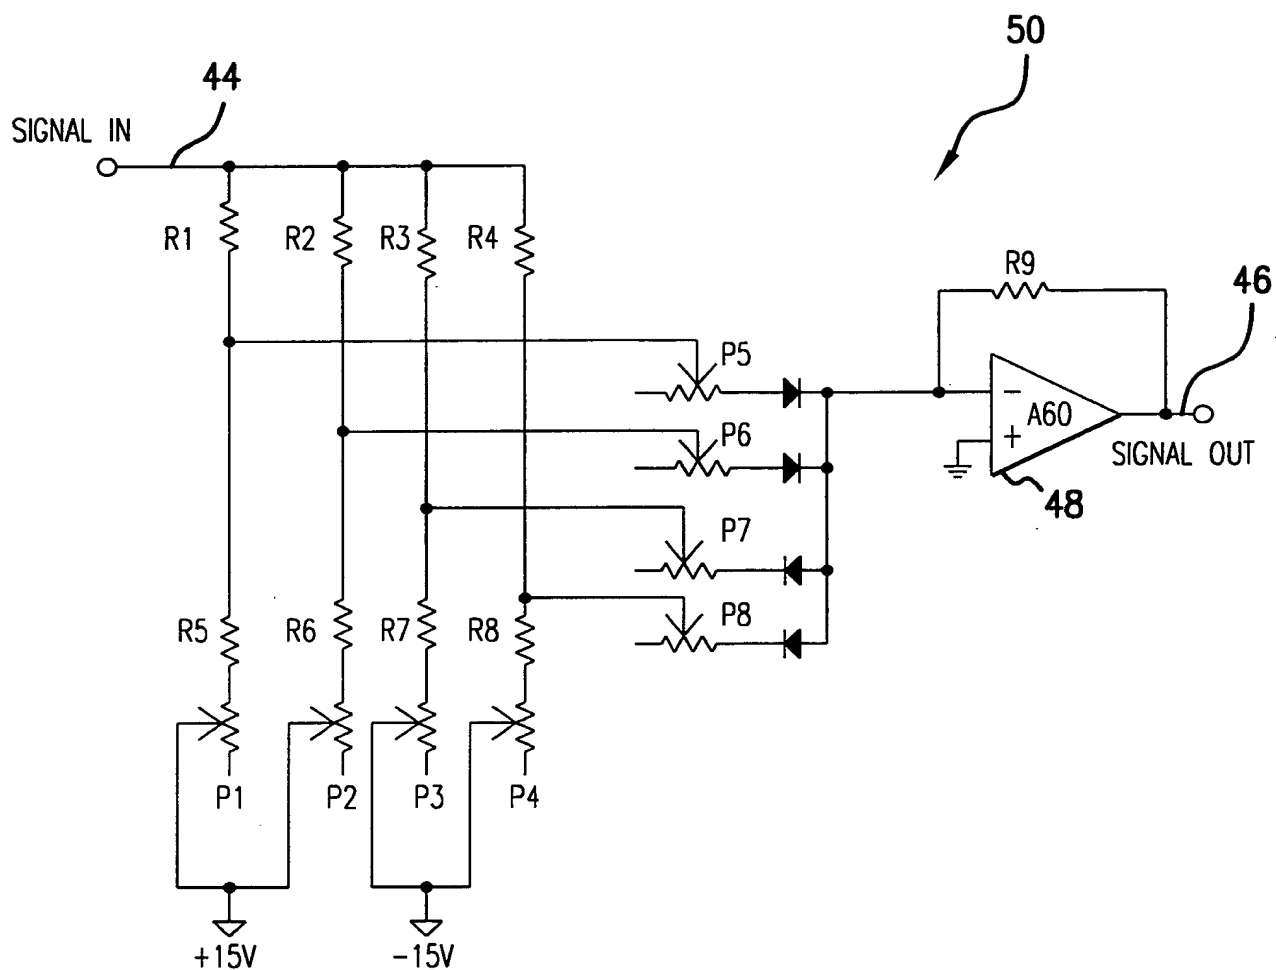 50
44
SIGNAL IN
R1
R2
R3
R4
R9
46
P5
A60
−
+
P6
SIGNAL OUT
48
P7
P8
R5
R6
R7
R8
P1
P2
P3
P4
+15V
-15V